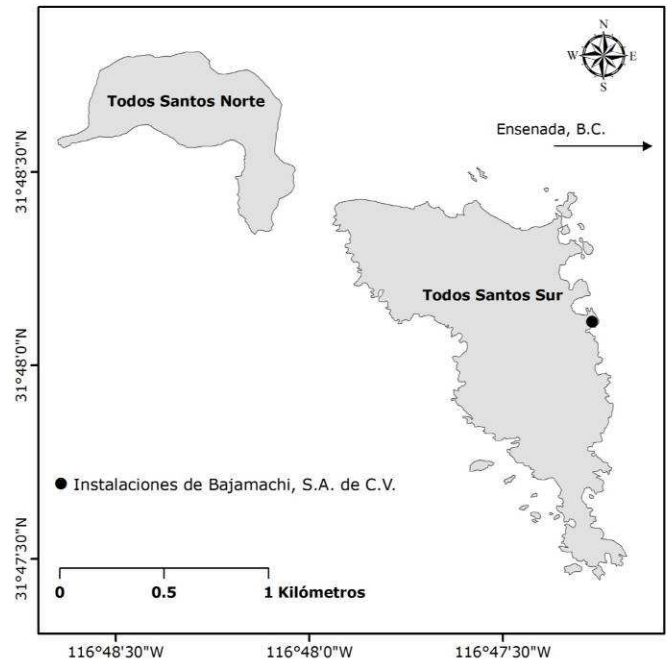 N
W E
S
Todos Santos Norte
Ensenada, B.C.
31°48'30"N
Todos Santos Sur
31°48'0"N
Instalaciones de Bajamachi, S.A. de C.V.
31°47'30"N
0 0.5 1 Kilómetros
116°48'30"W 116°48'0"W 116°47'30"W